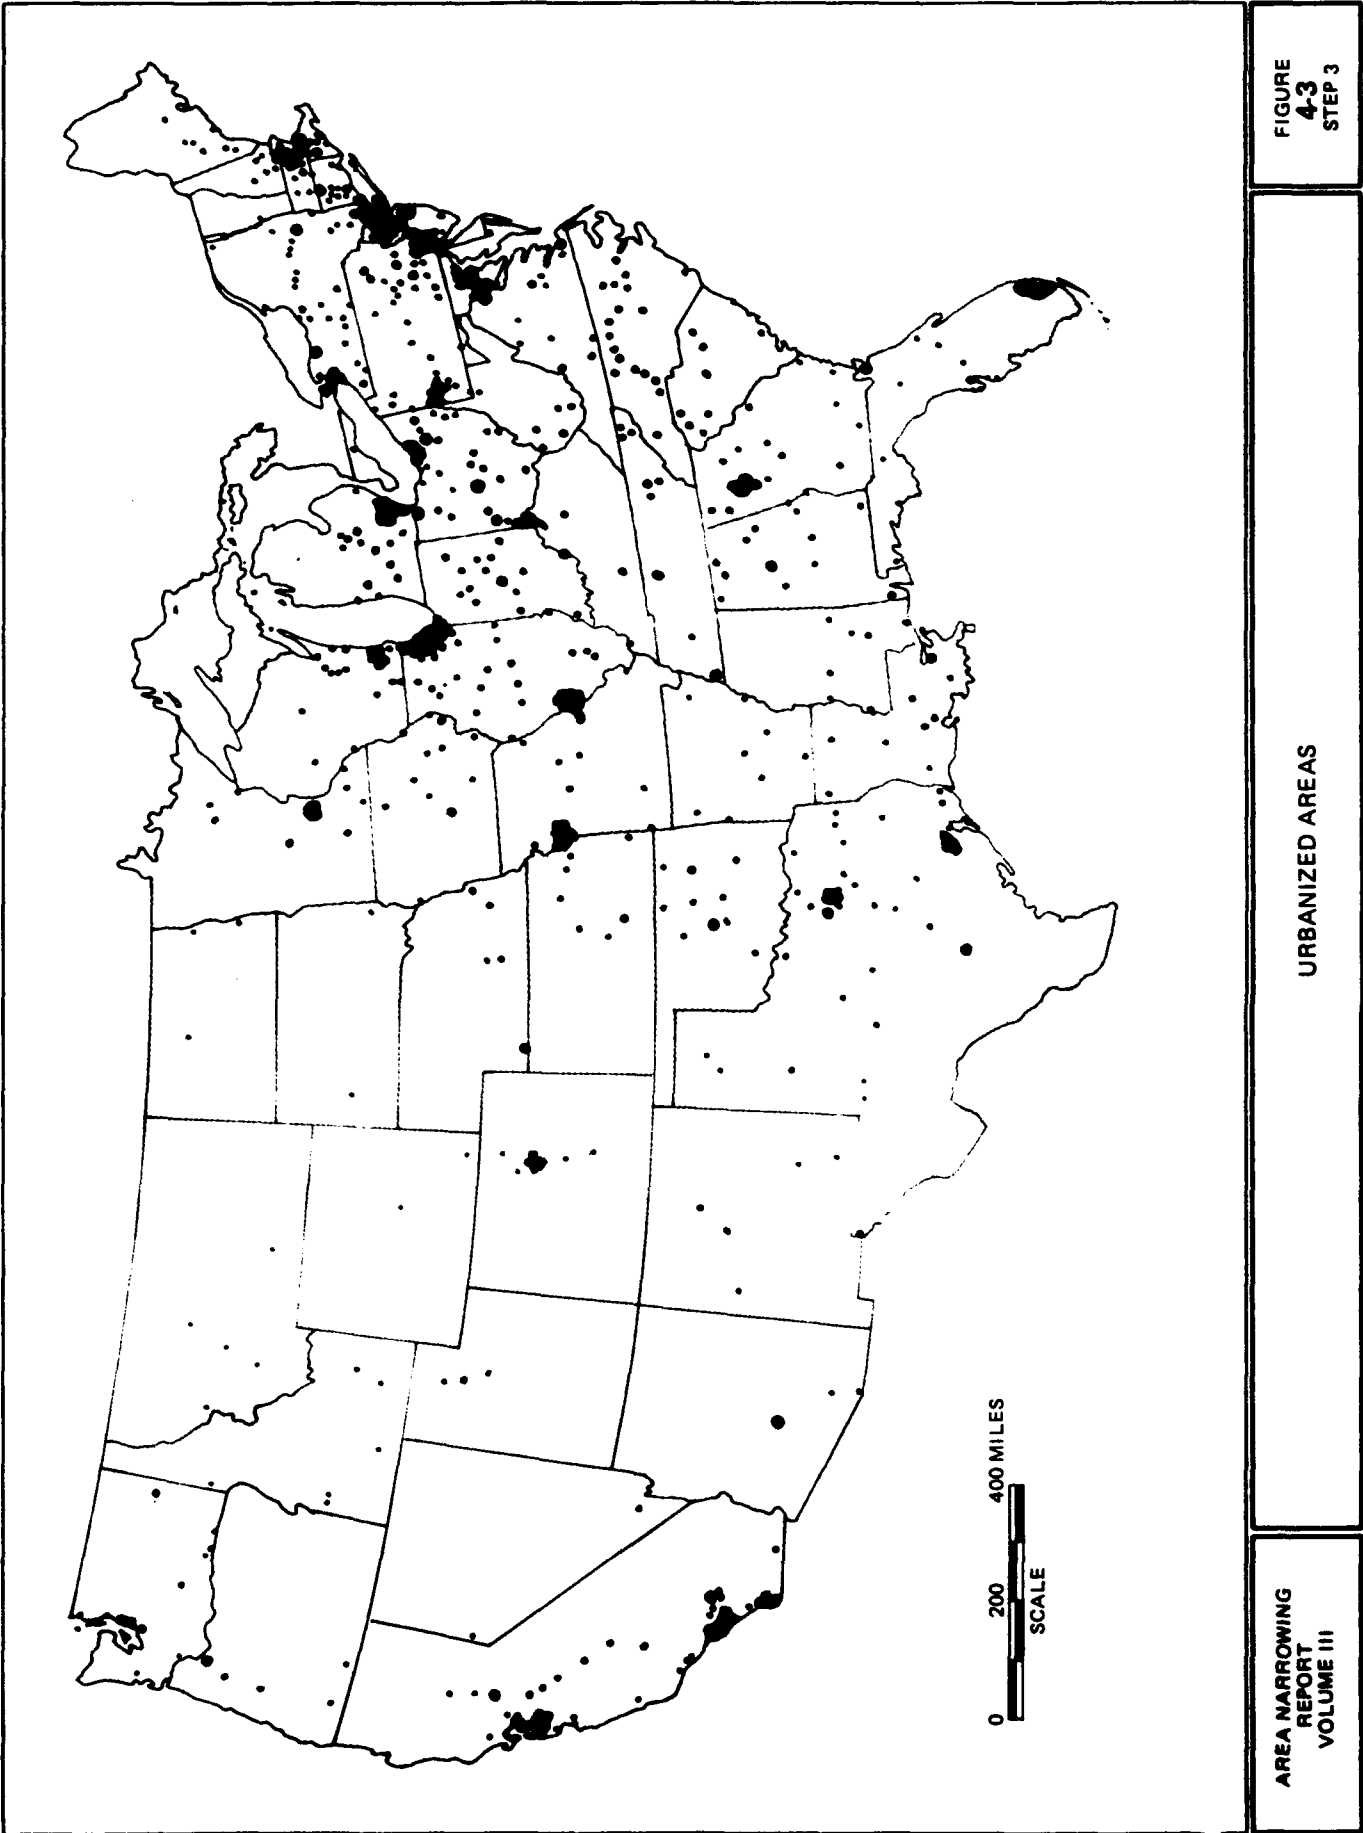 0 200 400 MILES
SCALE
AREA NARROWING
REPORT
VOLUME III
URBANIZED AREAS
FIGURE
4-3
STEP 3